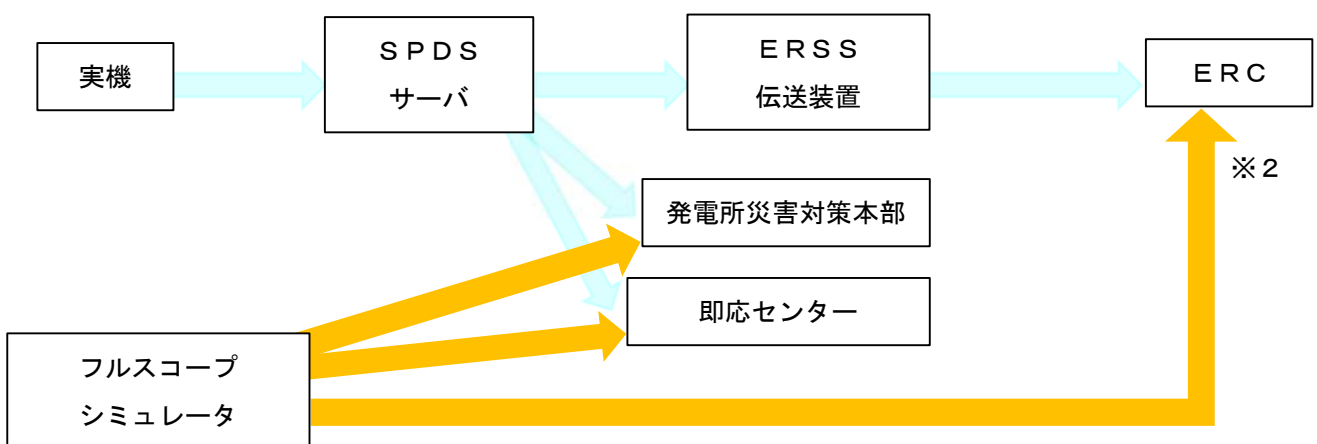 実機
ＳＰＤＳ
サーバ
ＥＲＳＳ
伝送装置
ＥＲＣ
※２
発電所災害対策本部
即応センター
フルスコープ
シミュレータ